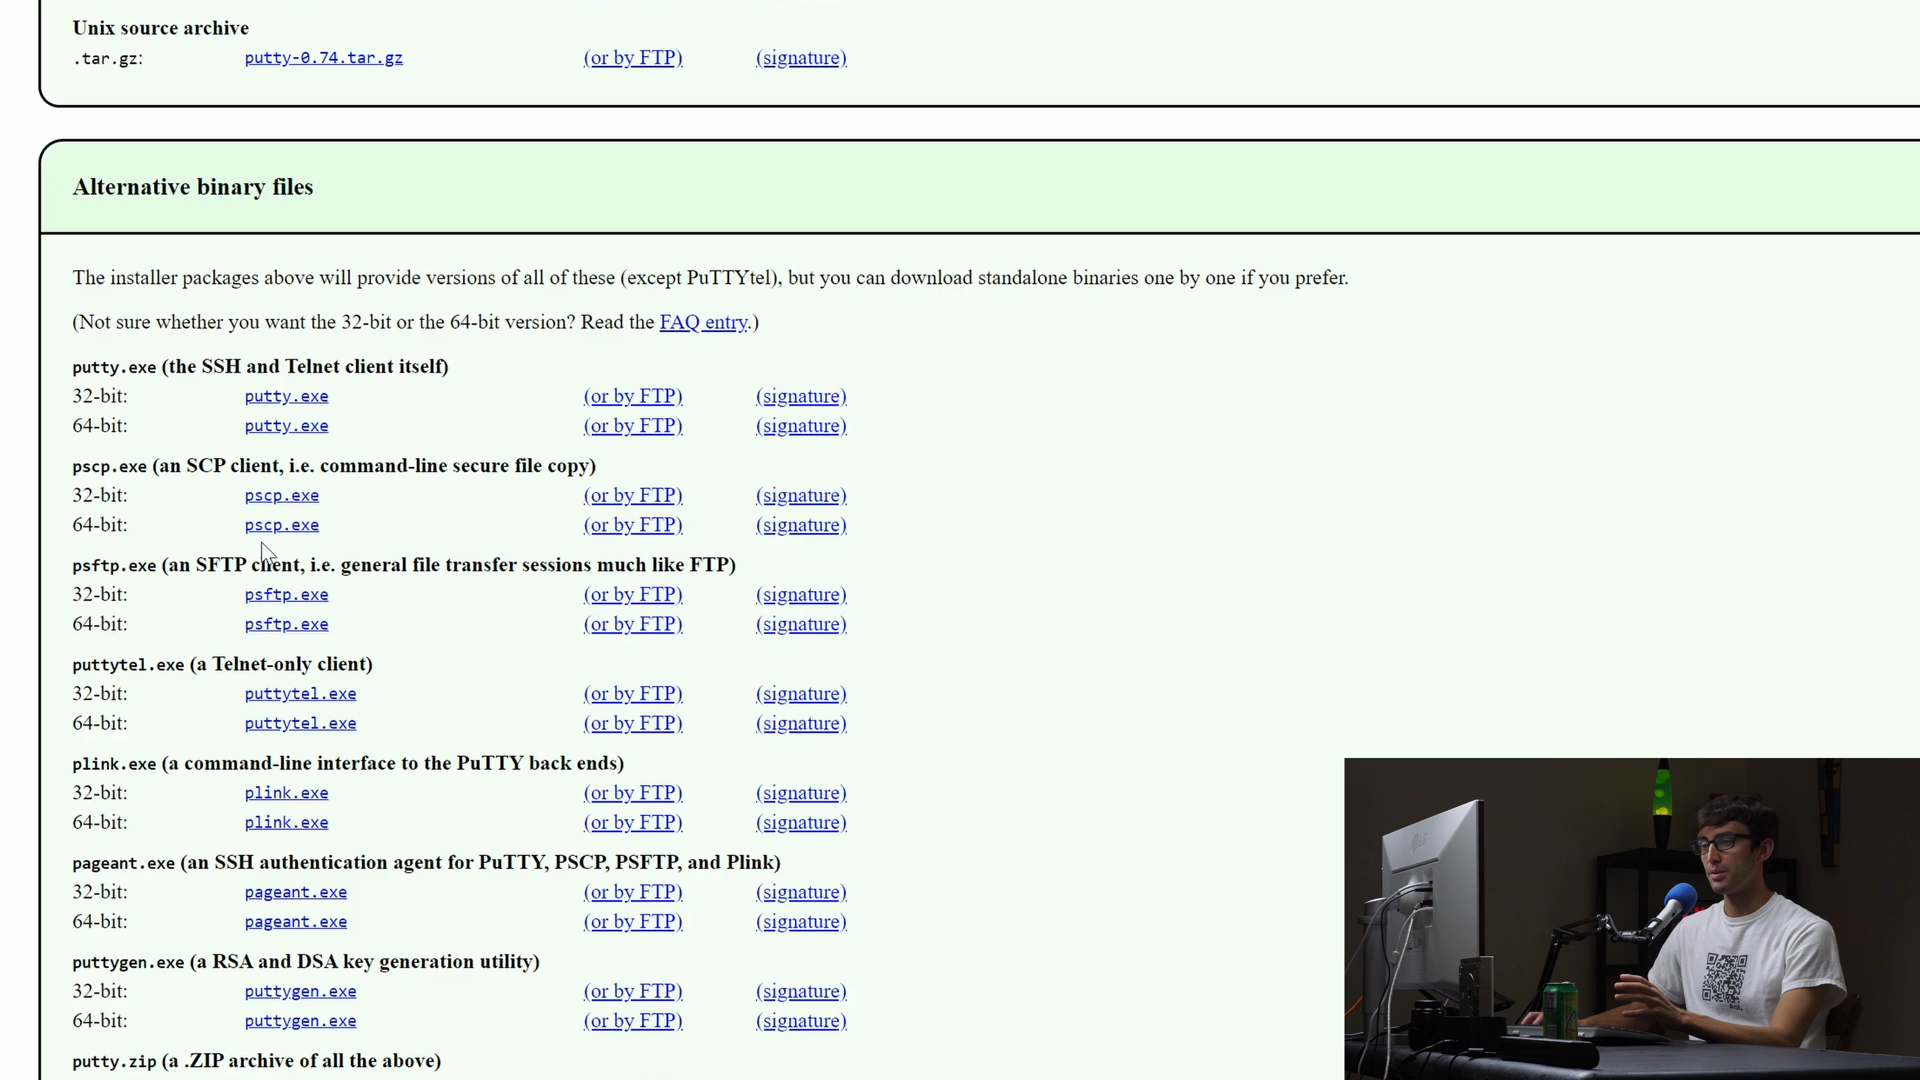 Unix source archive
.tar.gz: putty-0.74.tar.gz (or by FTP) (signature)
Alternative binary files
The installer packages above will provide versions of all of these (except PuTTYtel), but you can download standalone binaries one by one if you prefer.
(Not sure whether you want the 32-bit or the 64-bit version? Read the FAQ entry.)
putty.exe (the SSH and Telnet client itself)
32-bit: putty.exe (or by FTP) (signature)
64-bit: putty.exe (or by FTP) (signature)
pscp.exe (an SCP client, i.e. command-line secure file copy)
32-bit: pscp.exe (or by FTP) (signature)
64-bit: pscp.exe (or by FTP) (signature)
psftp.exe (an SFTP client, i.e. general file transfer sessions much like FTP)
32-bit: psftp.exe (or by FTP) (signature)
64-bit: psftp.exe (or by FTP) (signature)
puttytel.exe (a Telnet-only client)
32-bit: puttytel.exe (or by FTP) (signature)
64-bit: puttytel.exe (or by FTP) (signature)
plink.exe (a command-line interface to the PuTTY back ends)
32-bit: plink.exe (or by FTP) (signature)
64-bit: plink.exe (or by FTP) (signature)
pageant.exe (an SSH authentication agent for PuTTY, PSCP, PSFTP, and Plink)
32-bit: pageant.exe (or by FTP) (signature)
64-bit: pageant.exe (or by FTP) (signature)
puttygen.exe (a RSA and DSA key generation utility)
32-bit: puttygen.exe (or by FTP) (signature)
64-bit: puttygen.exe (or by FTP) (signature)
putty.zip (a .ZIP archive of all the above)